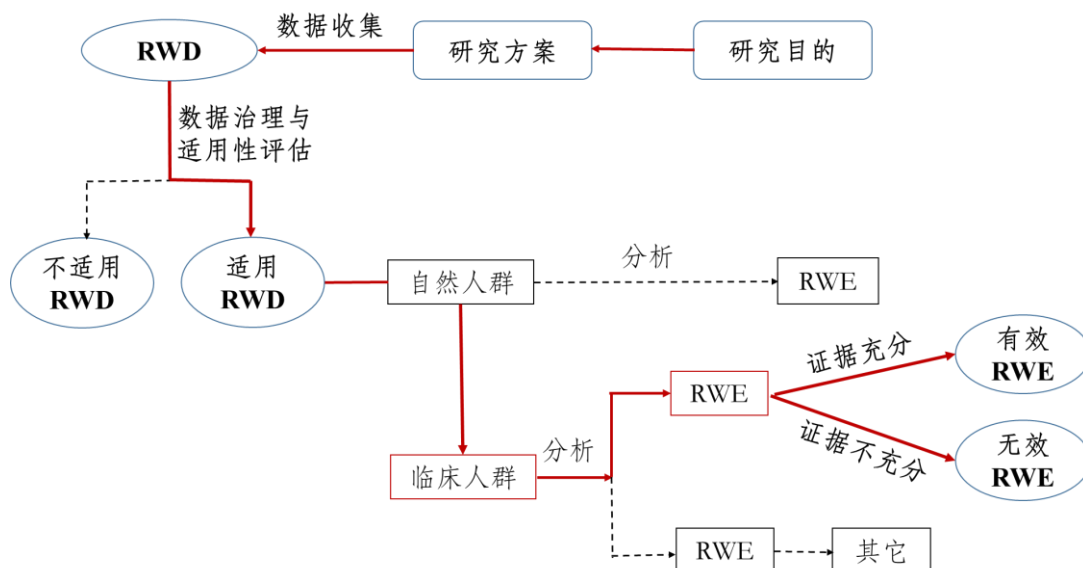 RWD
数据收集
研究方案
研究目的
数据治理与
适用性评估
不适用
RWD
适用
RWD
自然人群
分析
RWE
临床人群
分析
RWE
证据充分
有效
RWE
证据不充分
无效
RWE
RWE
其它